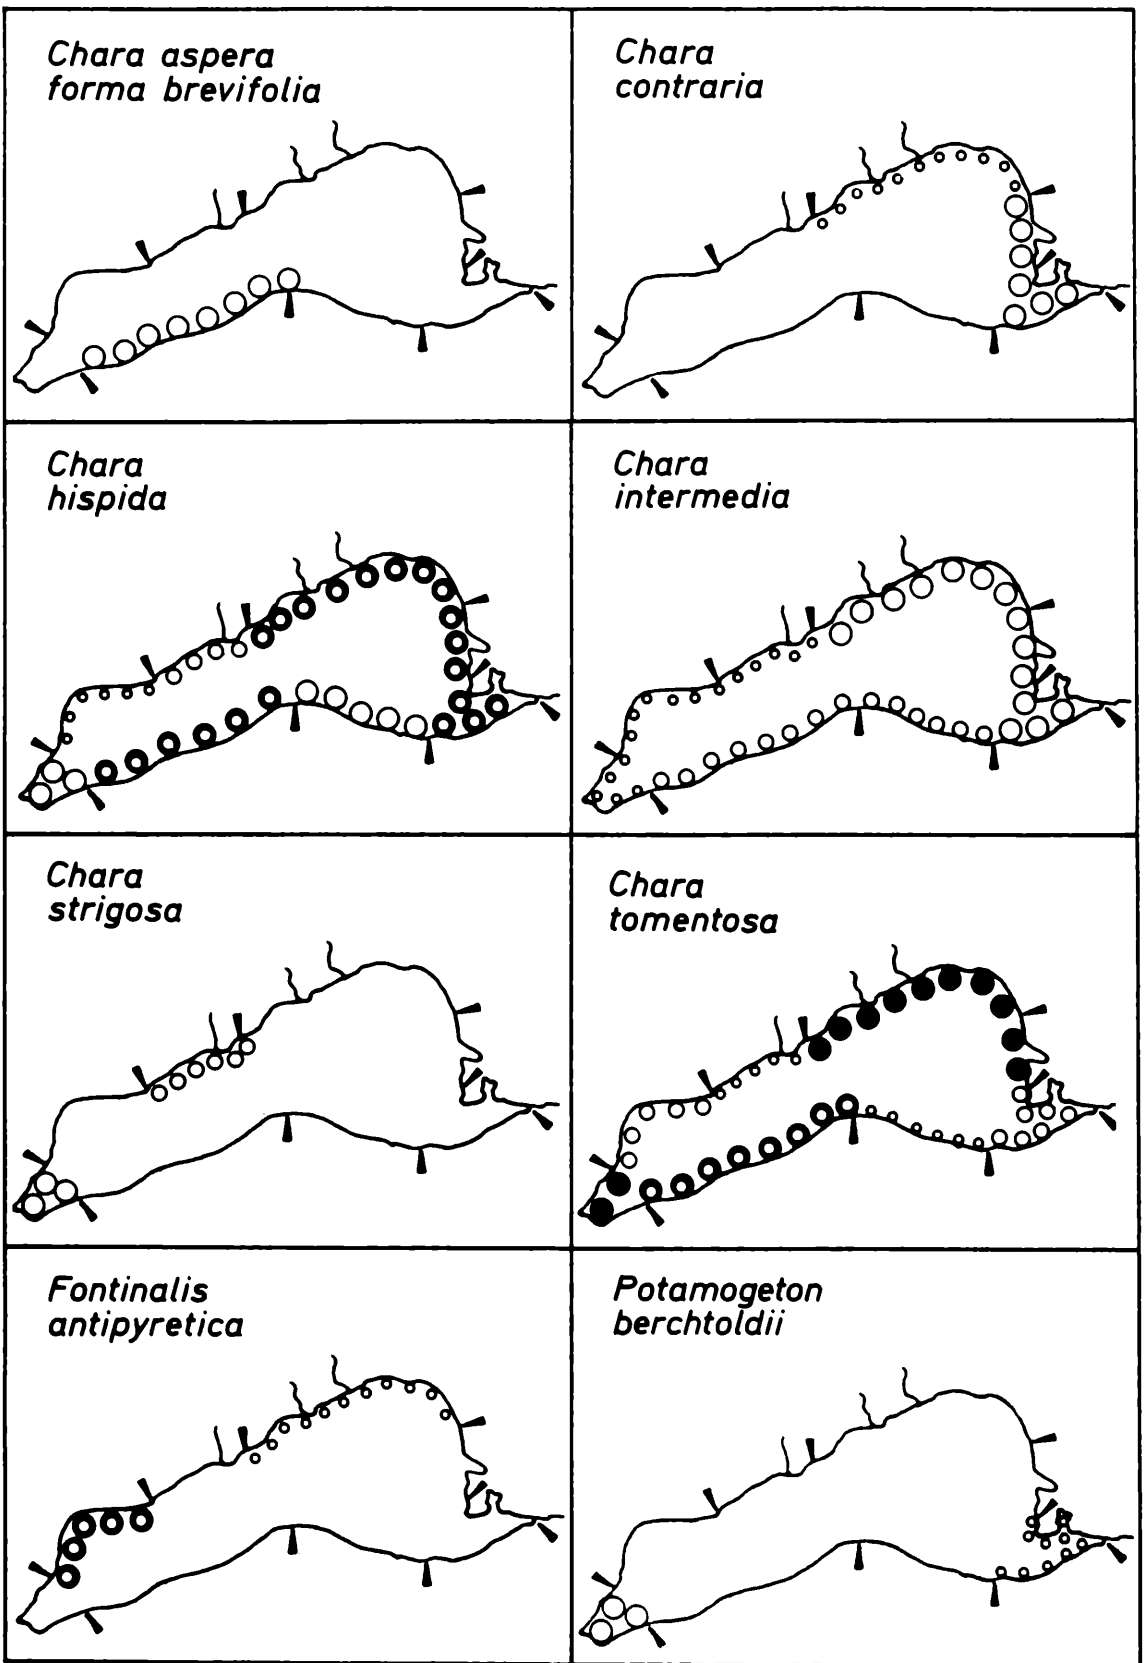 Chara aspera
forma brevifolia
Chara
contraria
Chara
hispida
Chara
intermedia
Chara
strigosa
Chara
tomentosa
Fontinalis
antipyretica
Potamogeton
berchtoldii